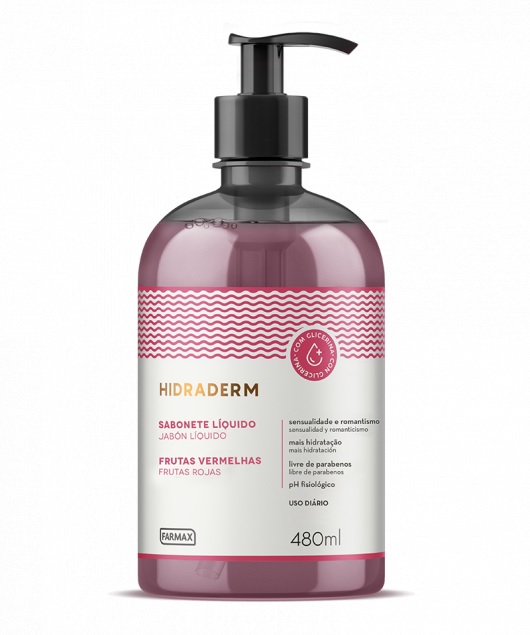 COM GLICERINA • CON GLICERINA •
HIDRADERM
SABONETE LÍQUIDO
JABÓN LÍQUIDO
FRUTAS VERMELHAS
FRUTAS ROJAS
sensualidade e romantismo
sensualidad y romanticismo
mais hidratação
mais hidratación
livre de parabenos
libre de parabenos
pH fisiológico
USO DIÁRIO
FARMAX
480ml